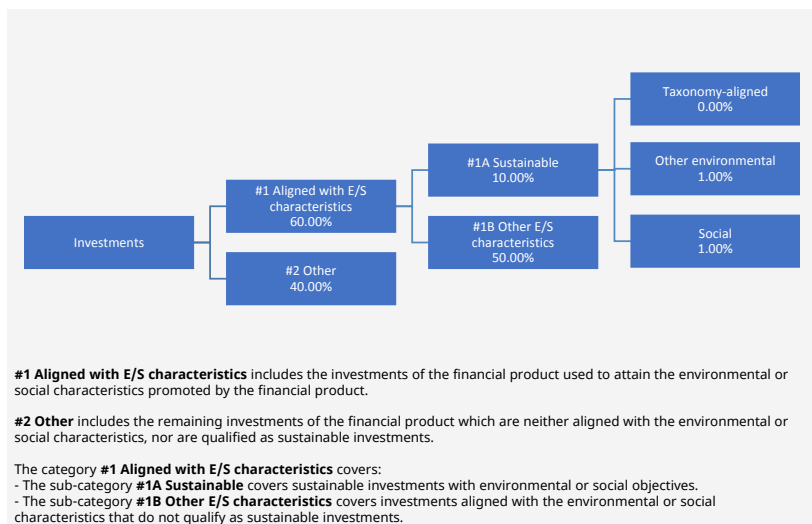 Investments
#1 Aligned with E/S
characteristics
60.00%
#2 Other
40.00%
#1A Sustainable
10.00%
#1B Other E/S
characteristics
50.00%
Taxonomy-aligned
0.00%
Other environmental
1.00%
Social
1.00%
#1 Aligned with E/S characteristics includes the investments of the financial product used to attain the environmental or
social characteristics promoted by the financial product.
#2 Other includes the remaining investments of the financial product which are neither aligned with the environmental or
social characteristics, nor are qualified as sustainable investments.
The category #1 Aligned with E/S characteristics covers:
- The sub-category #1A Sustainable covers sustainable investments with environmental or social objectives.
- The sub-category #1B Other E/S characteristics covers investments aligned with the environmental or social
characteristics that do not qualify as sustainable investments.